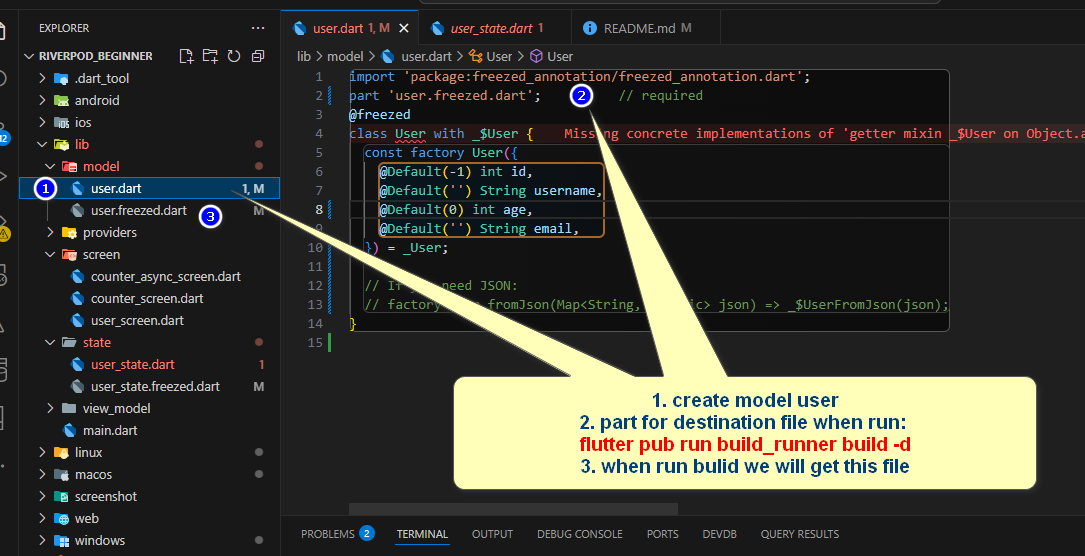 EXPLORER
RIVERPOD_BEGINNER
.dart_tool
android
ios
lib
model
1
user.dart 1, M
user.freezed.dart M
3
providers
screen
counter_async_screen.dart
counter_screen.dart
user_screen.dart
state
user_state.dart 1
user_state.freezed.dart M
view_model
main.dart
linux
macos
screenshot
web
windows
user.dart 1, M
user_state.dart 1
README.md M
lib > model > user.dart > User > User
1 import 'package:freezed_annotation/freezed_annotation.dart';
2 part 'user.freezed.dart'; 2 // required
3 @freezed
4 class User with _$User { Missing concrete implementations of 'getter mixin _$User on Object.a
5 const factory User({
6 @Default(-1) int id,
7 @Default('') String username,
8 @Default(0) int age,
9 @Default('') String email,
10 }) = _User;
11
12 // If need JSON:
13 // factory fromJson(Map<String, ic> json) => _$UserFromJson(json);
14 }
15
1. create model user
2. part for destination file when run:
flutter pub run build_runner build -d
3. when run bulid we will get this file
PROBLEMS 2 TERMINAL OUTPUT DEBUG CONSOLE PORTS DEVDB QUERY RESULTS